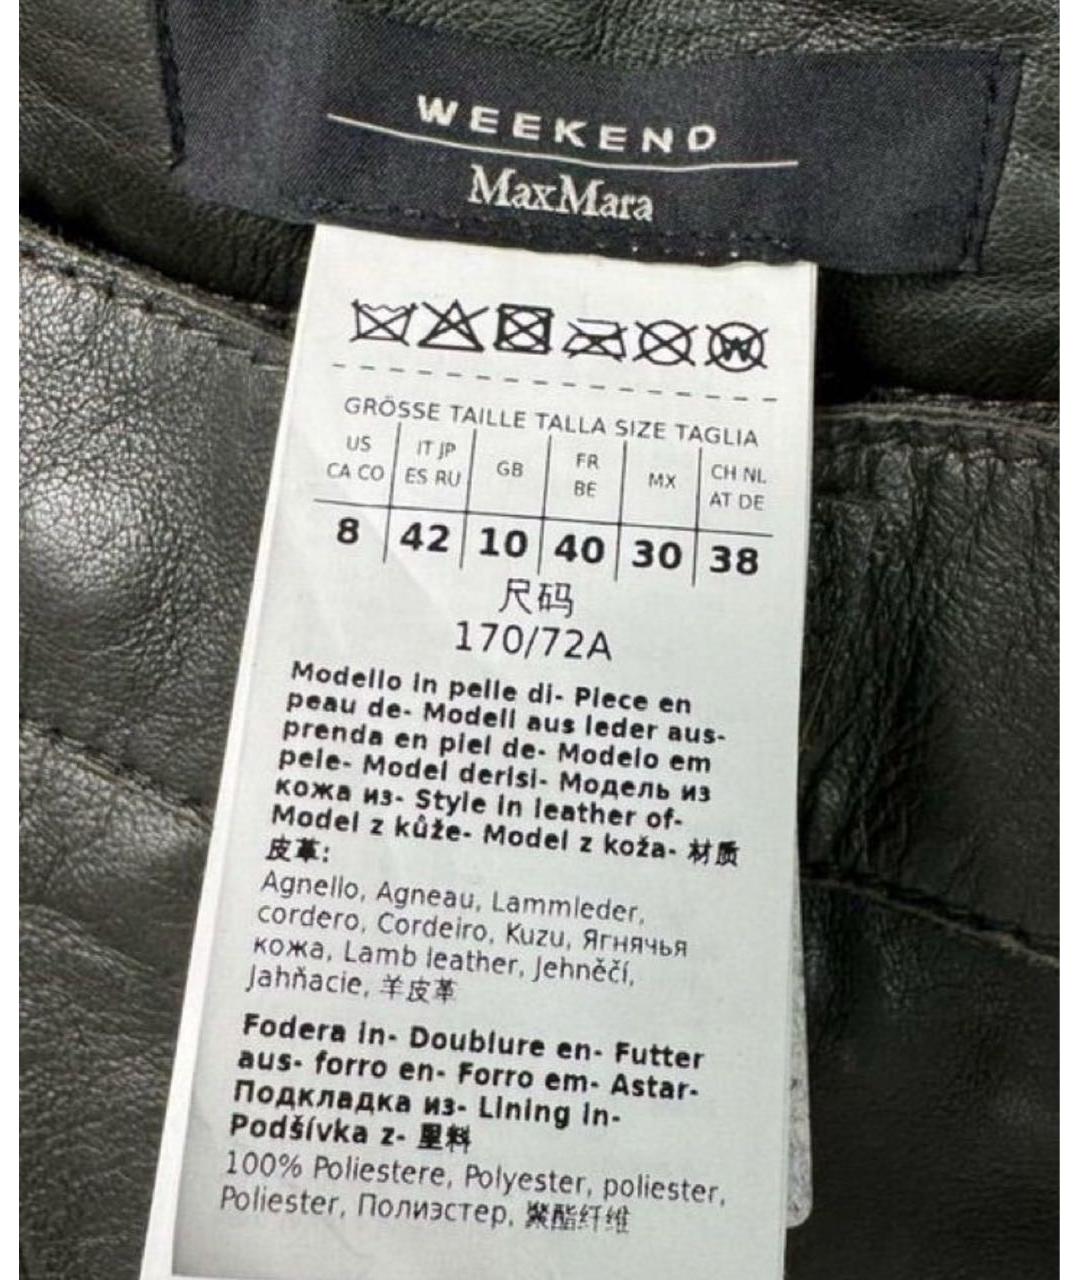 WEEKEND
MaxMara
GRÖSSE TAILLE TALLA SIZE TAGLIA
US CA CO
IT JP ES RU
GB
FR BE
MX
CH NL AT DE
8 42 10 40 30 38
尺码
170/72A
Modello in pelle di- Piece en
peau de- Modell aus leder aus-
prenda en piel de- Modelo em
pele- Model derisi- Модель из
кожа из- Style in leather of-
Model z kůže- Model z koža- 材质
皮革:
Agnello, Agneau, Lammleder,
cordero, Cordeiro, Kuzu, Ягнячья
кожа, Lamb leather, Jehněčí,
Jahňacie, 羊皮革
Fodera in- Doublure en- Futter
aus- forro en- Forro em- Astar-
Подкладка из- Lining in-
Podšívka z- 里料
100% Poliestere, Polyester, poliester,
Poliester, Полиэстер, 聚酯纤维